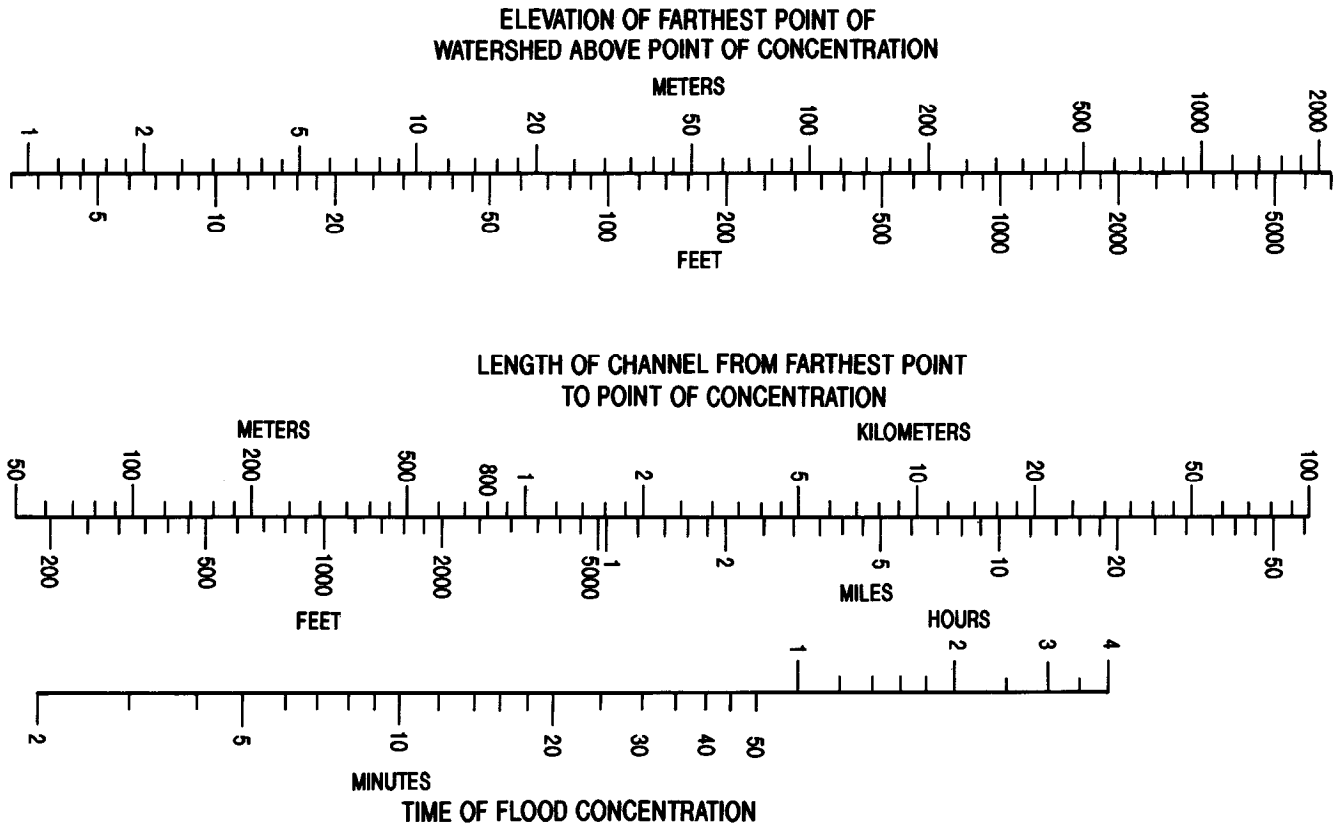 ELEVATION OF FARTHEST POINT OF
WATERSHED ABOVE POINT OF CONCENTRATION
METERS
1 2 5 10 20 50 100 200 500 1000 2000
5 10 20 50 100 200 500 1000 2000 5000
FEET
LENGTH OF CHANNEL FROM FARTHEST POINT
TO POINT OF CONCENTRATION
METERS KILOMETERS
50 100 200 500 800 1 2 5 10 20 50 100
200 500 1000 2000 5000 1 2 5 10 20 50
FEET MILES
HOURS
1 2 3 4
2 5 10 20 30 40 50
MINUTES
TIME OF FLOOD CONCENTRATION